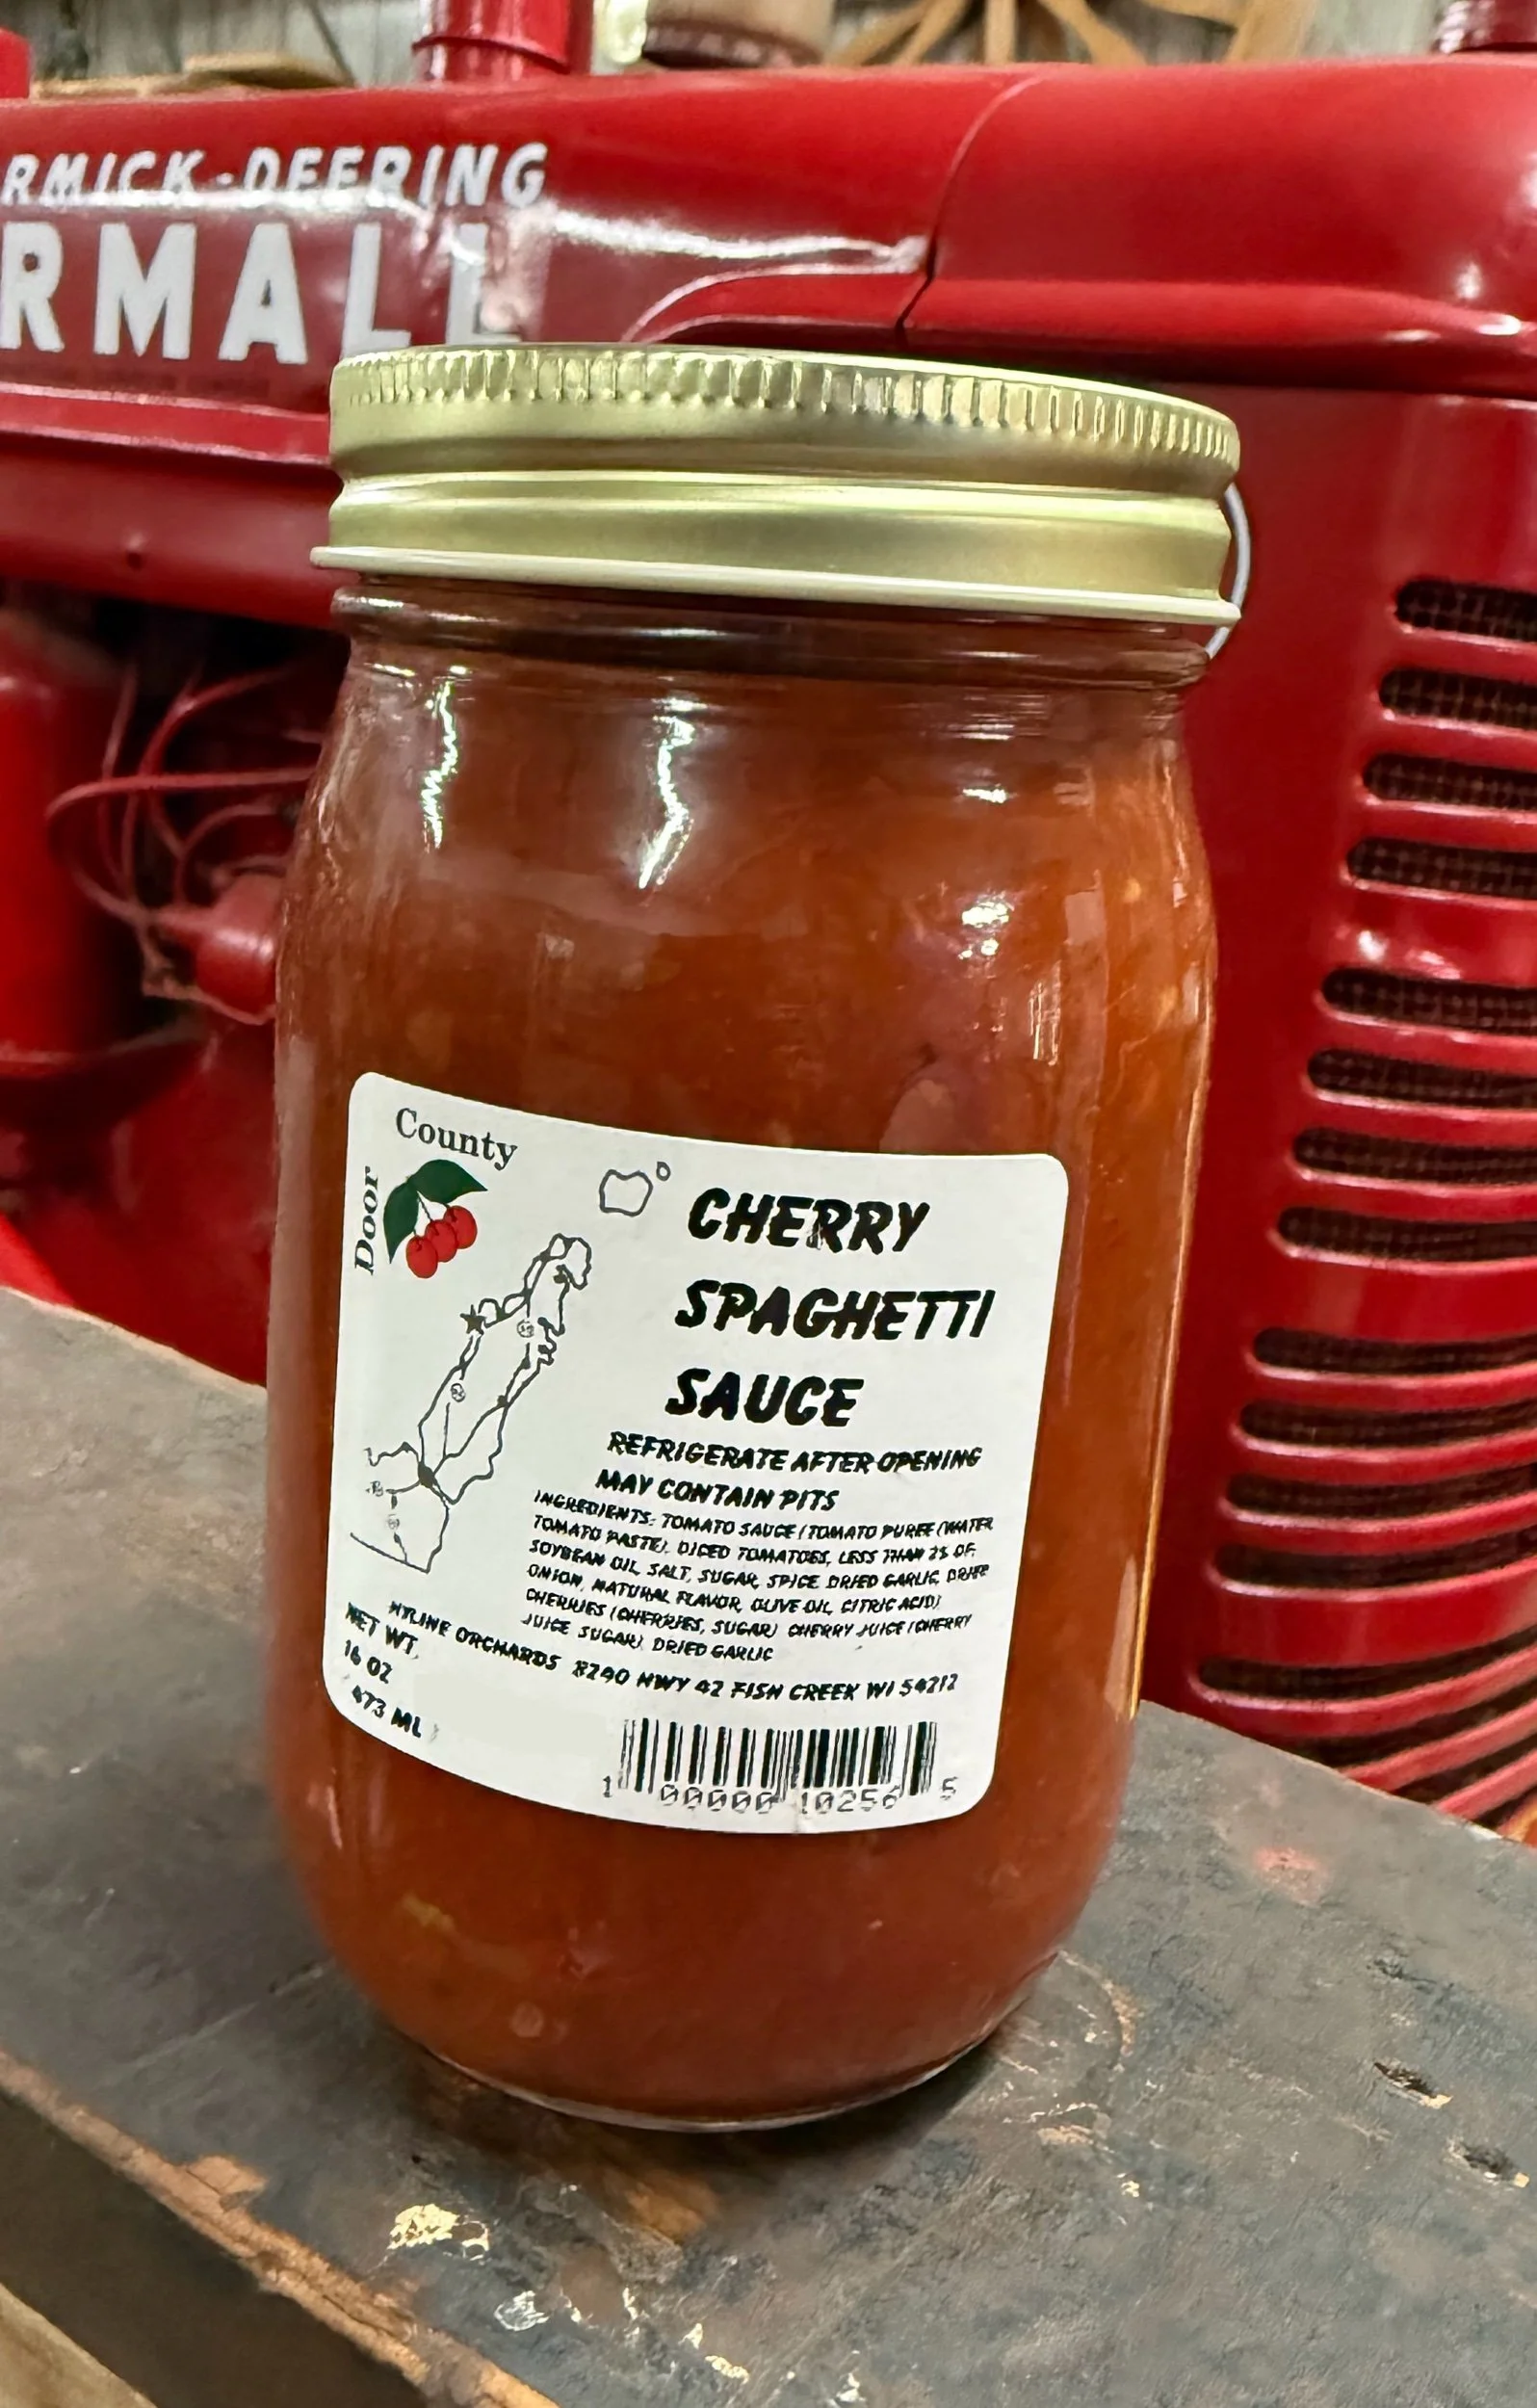 RMICK-DEERING
RMALL
Door
County
CHERRY
SPAGHETTI
SAUCE
REFRIGERATE AFTER OPENING
MAY CONTAIN PITS
INGREDIENTS: TOMATO SAUCE (TOMATO PUREE (WATER
TOMATO PASTE), DICED TOMATOES, LESS THAN 2% OF:
SOYBEAN OIL, SALT, SUGAR, SPICE, DRIED GARLIC, DRIED
ONION, NATURAL FLAVOR, OLIVE OIL, CITRIC ACID)
CHERRIES (CHERRIES, SUGAR) CHERRY JUICE (CHERRY
JUICE SUGAR), DRIED GARLIC
HYLINE ORCHARDS 8240 HWY 42 FISH CREEK WI 54212
NET WT.
16 OZ
473 ML
1 00000 10256 5